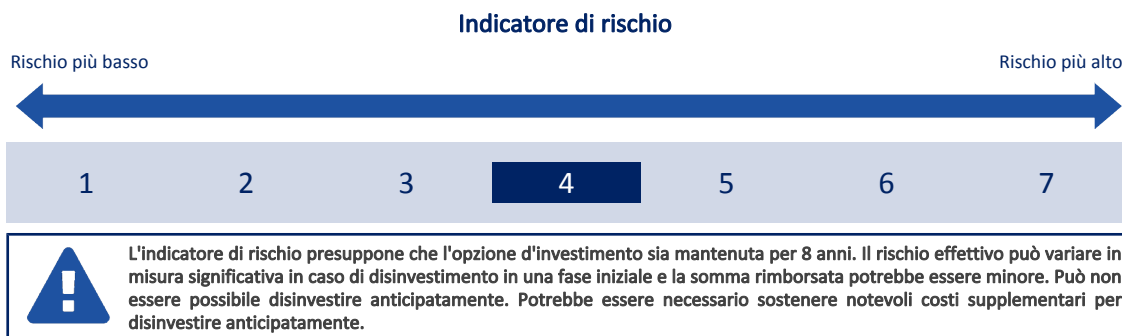 Indicatore di rischio
Rischio più basso
Rischio più alto
1 2 3 4 5 6 7
L'indicatore di rischio presuppone che l'opzione d'investimento sia mantenuta per 8 anni. Il rischio effettivo può variare in
misura significativa in caso di disinvestimento in una fase iniziale e la somma rimborsata potrebbe essere minore. Può non
essere possibile disinvestire anticipatamente. Potrebbe essere necessario sostenere notevoli costi supplementari per
disinvestire anticipatamente.